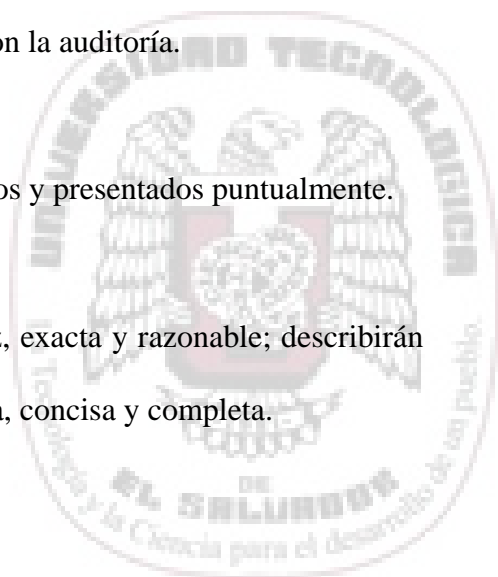 on la auditoría.
UNIVERSIDAD TECNOLOGICA
os y presentados puntualmente.
z, exacta y razonable; describirán
a, concisa y completa.
DE
EL SALVADOR
la Tecnología y la Ciencia para el desarrollo de un pueblo.